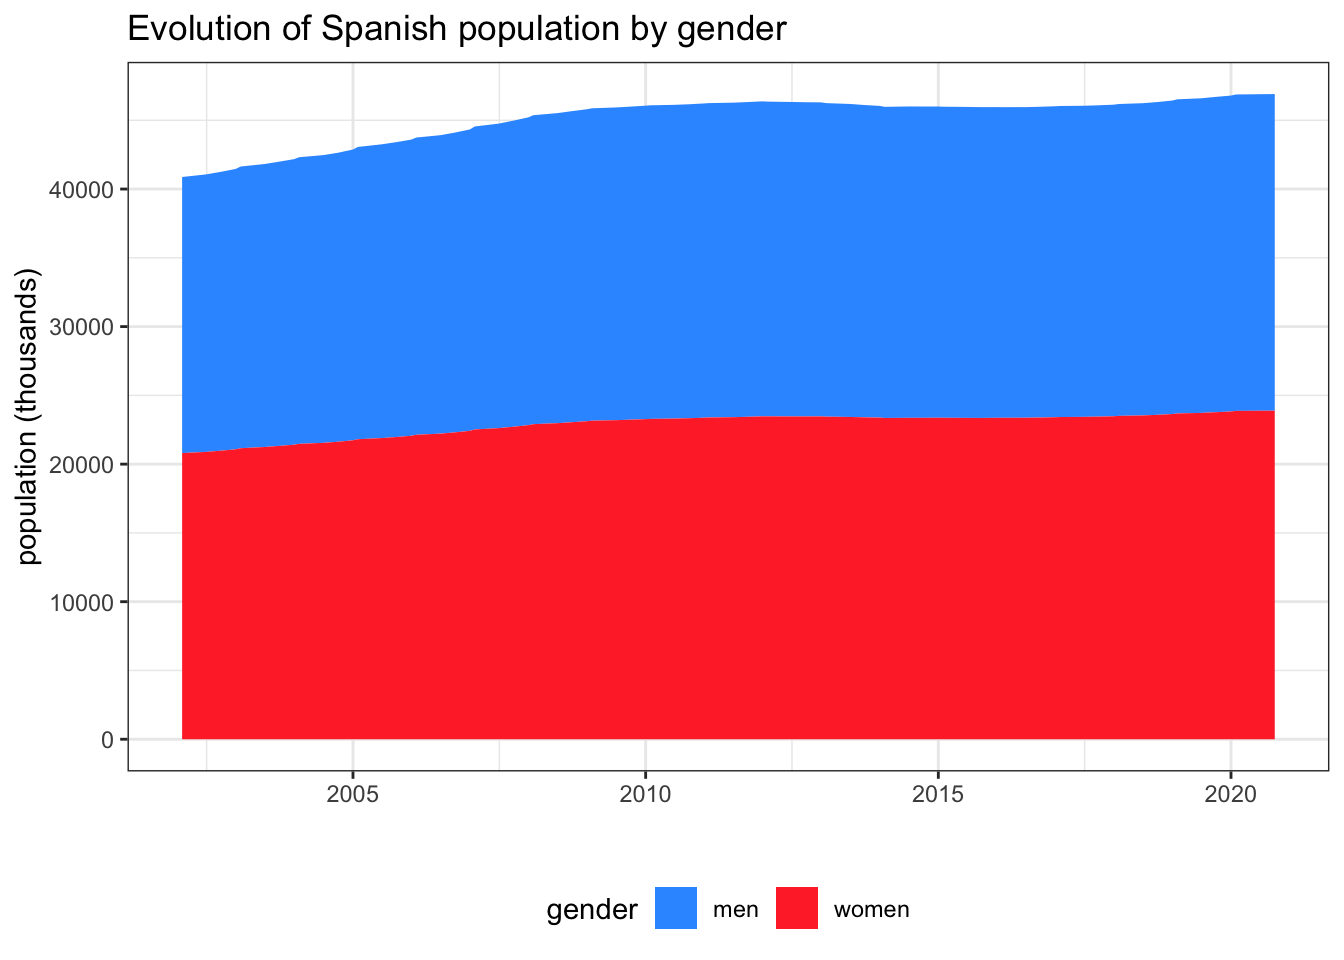 Evolution of Spanish population by gender
population (thousands)
40000
30000
20000
10000
0
2005 2010 2015 2020
gender men women